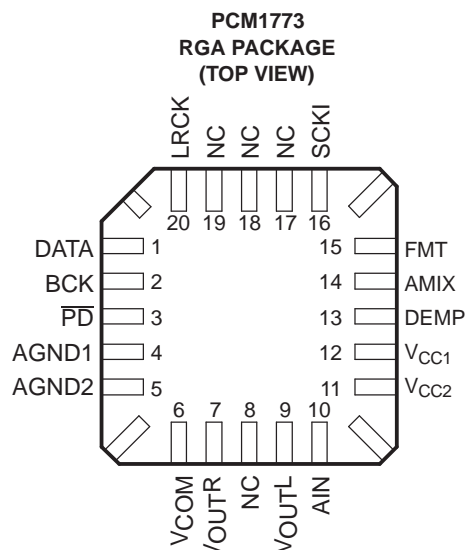 PCM1773
RGA PACKAGE
(TOP VIEW)
LRCK
NC
NC
NC
SCKI
20
19
18
17
16
DATA 1
BCK 2
P̅D̅ 3
AGND1 4
AGND2 5
15 FMT
14 AMIX
13 DEMP
12 VCC1
11 VCC2
6
7
8
9
10
VCOM
VOUTR
NC
VOUTL
AIN